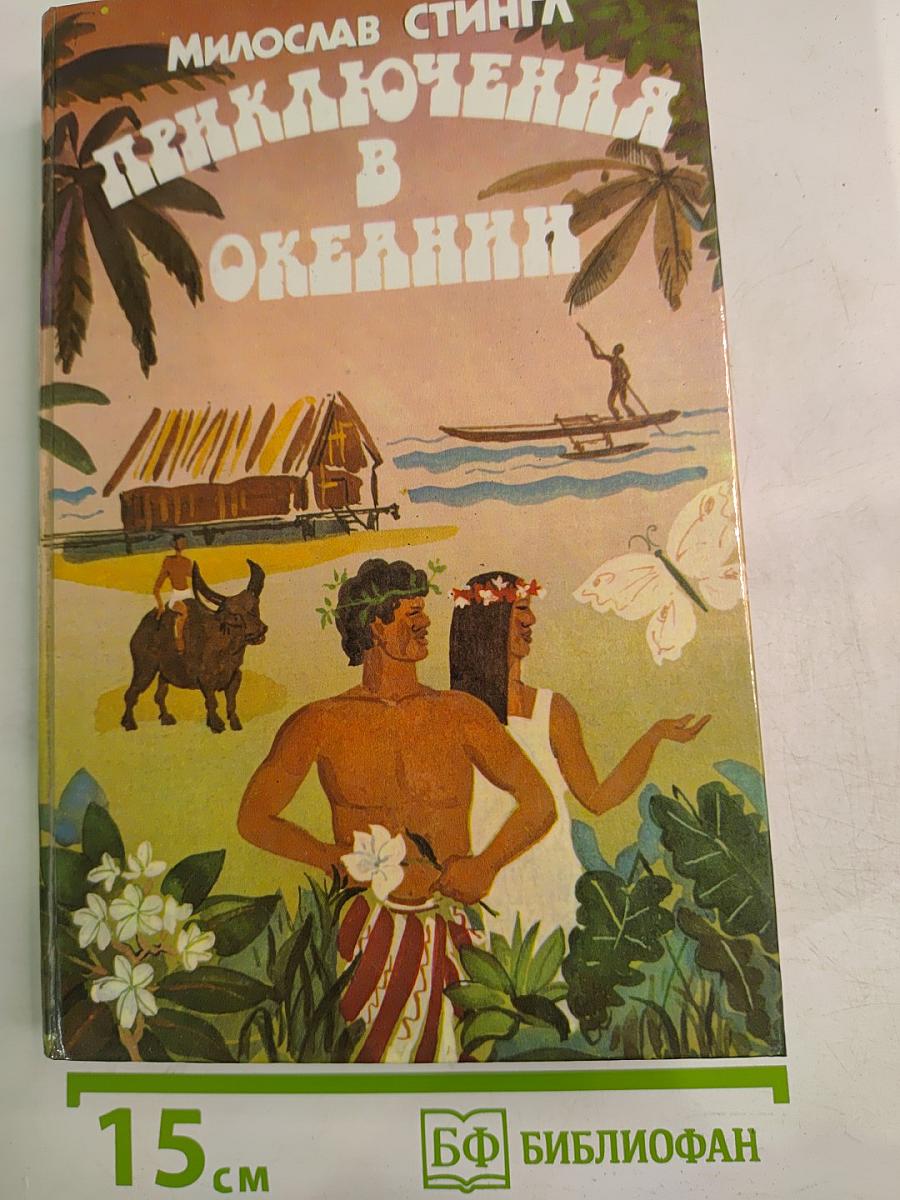 Милослав СТИНГЛ
ПРИКЛЮЧЕНИЯ
В
ОКЕАНИИ
15 см
БФ БИБЛИОФАН